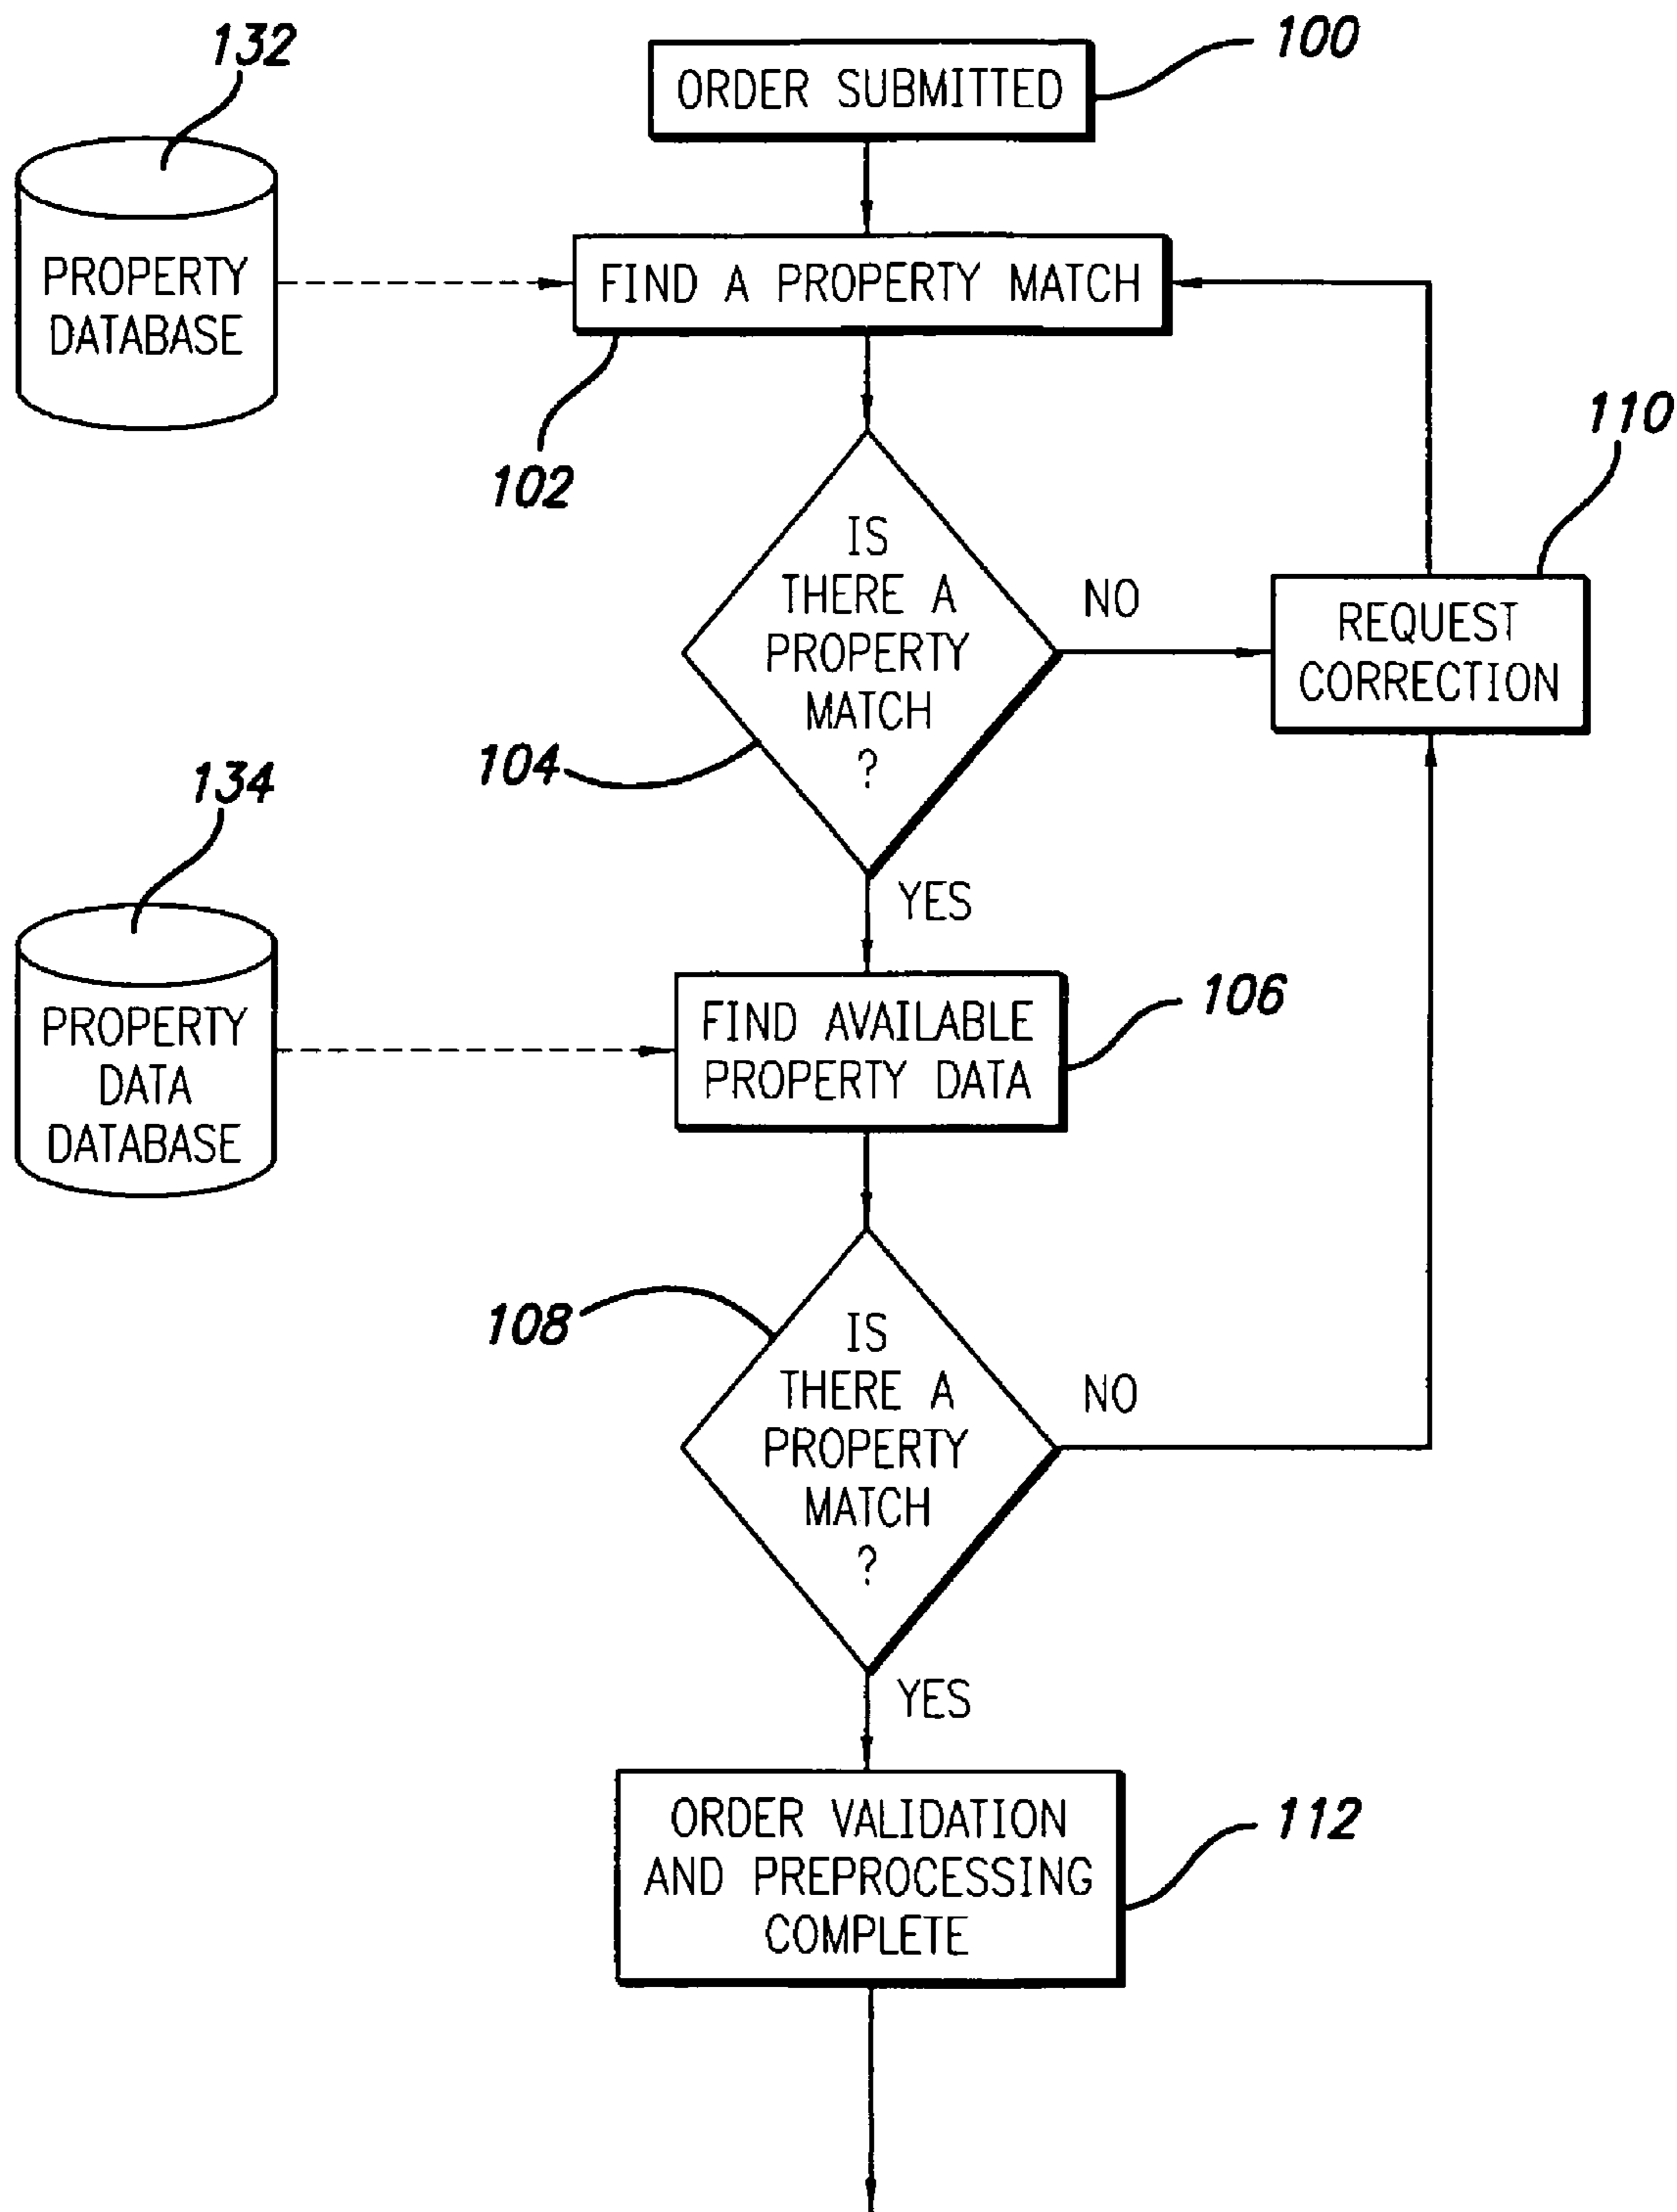 132
100
ORDER SUBMITTED
PROPERTY
DATABASE
FIND A PROPERTY MATCH
102
110
IS
THERE A
PROPERTY
MATCH
?
NO
REQUEST
CORRECTION
104
134
YES
PROPERTY
DATA
DATABASE
FIND AVAILABLE
PROPERTY DATA
106
108
IS
THERE A
PROPERTY
MATCH
?
NO
YES
ORDER VALIDATION
AND PREPROCESSING
COMPLETE
112